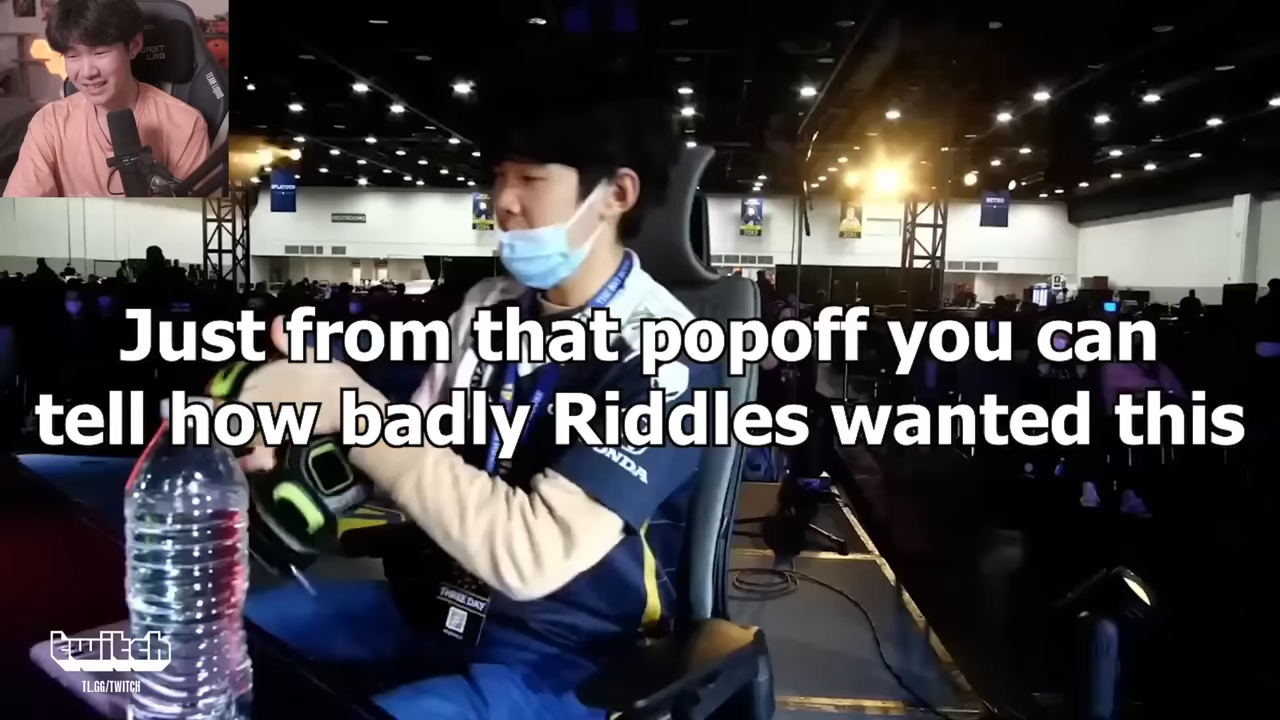 Just from that popoff you can
tell how badly Riddles wanted this
SPLATOON
RESTROOMS
RETRO
HONDA
THREE DAY
twitch
TL.GG/TWITCH